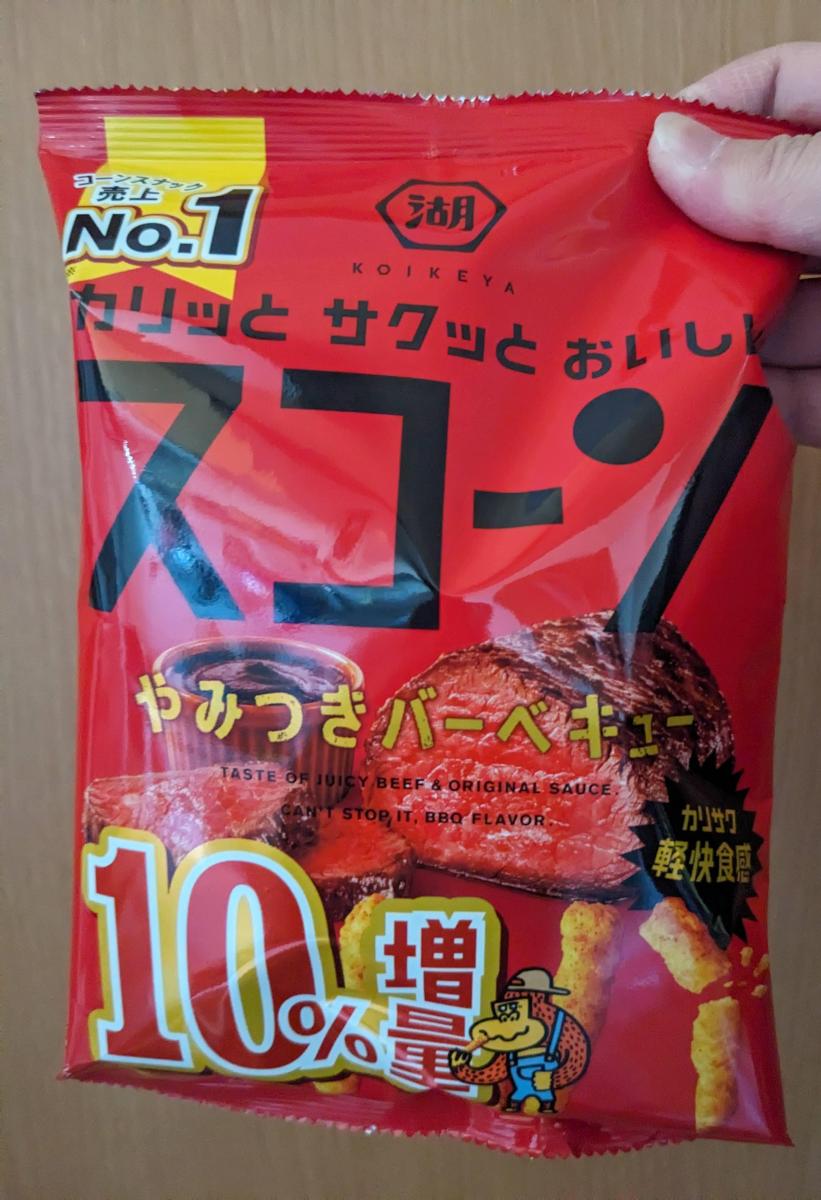 コーンスナック
売上
No.1
湖
KOIKEYA
カリッと サクッと おいしい
スコーン
やみつきバーベキュー
TASTE OF JUICY BEEF & ORIGINAL SAUCE.
CAN'T STOP IT, BBQ FLAVOR.
カリサク
軽快食感
10%増量